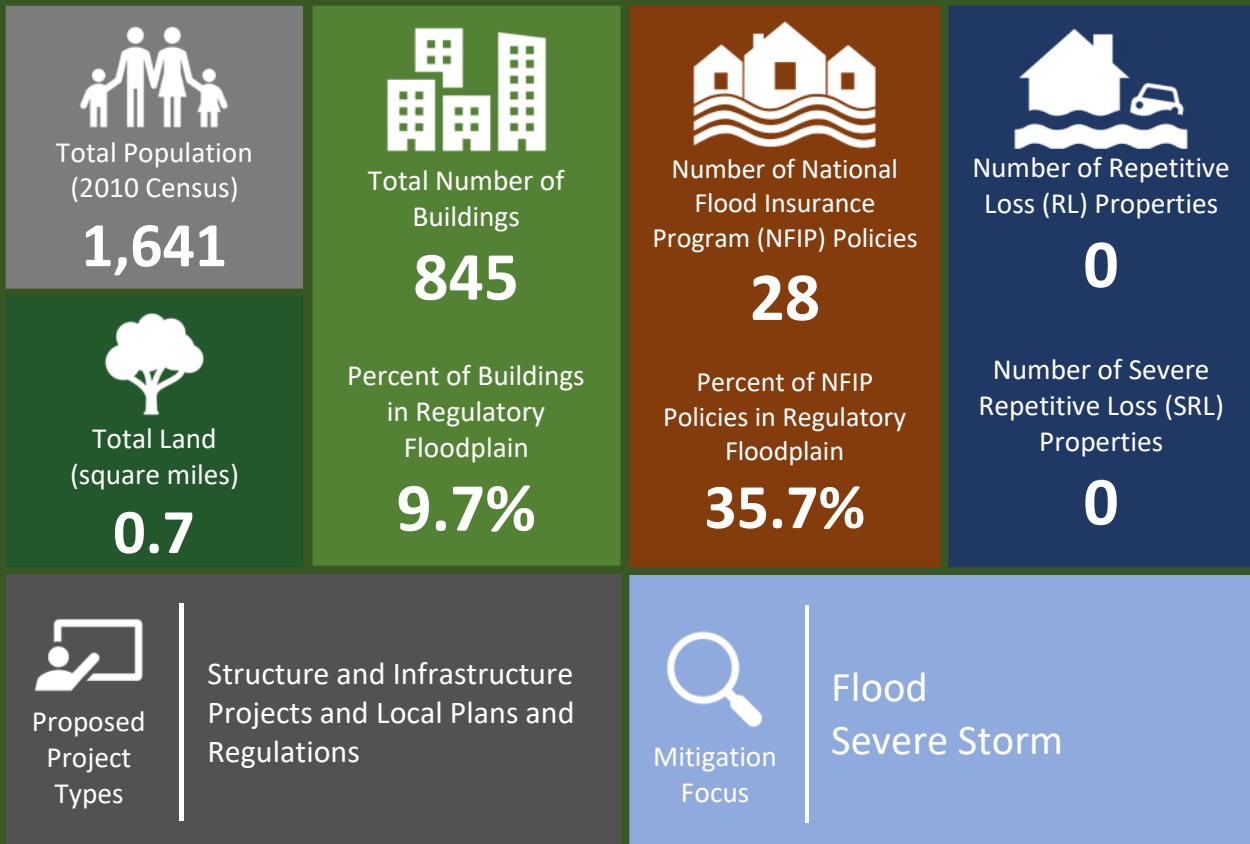 Total Population
(2010 Census)
1,641
Total Land
(square miles)
0.7
Total Number of
Buildings
845
Percent of Buildings
in Regulatory
Floodplain
9.7%
Number of National
Flood Insurance
Program (NFIP) Policies
28
Percent of NFIP
Policies in Regulatory
Floodplain
35.7%
Number of Repetitive
Loss (RL) Properties
0
Number of Severe
Repetitive Loss (SRL)
Properties
0
Proposed
Project
Types
Structure and Infrastructure
Projects and Local Plans and
Regulations
Mitigation
Focus
Flood
Severe Storm